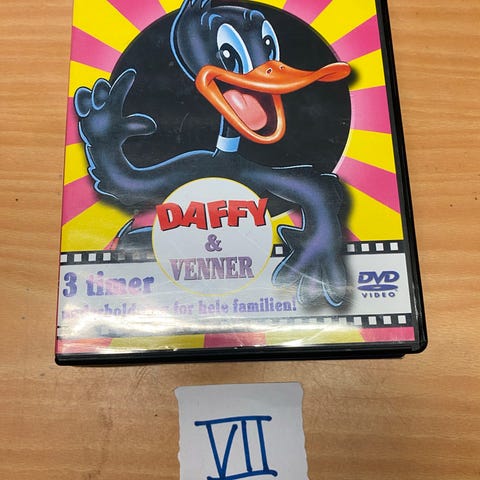 DAFFY
&
VENNER
3 timer
for hele familien!
DVD
VIDEO
VII